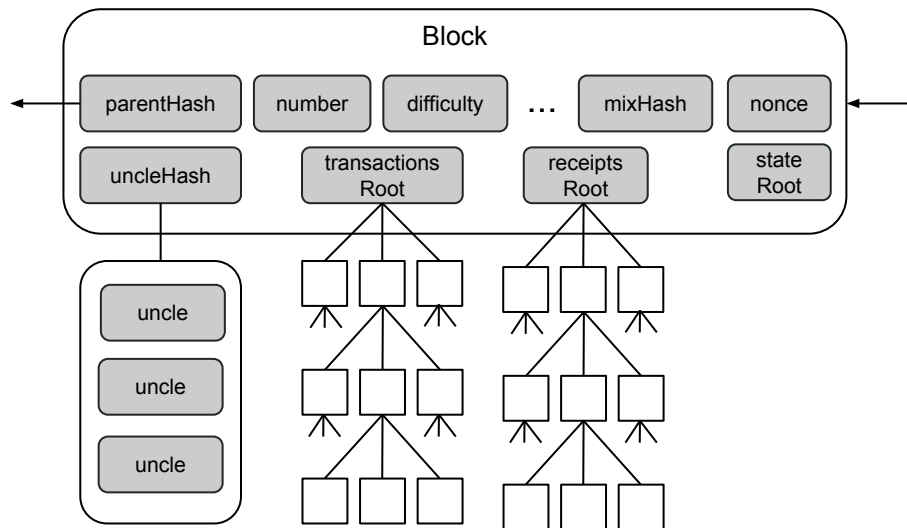 Block
parentHash
number
difficulty
...
mixHash
nonce
uncleHash
transactions
Root
receipts
Root
state
Root
uncle
uncle
uncle